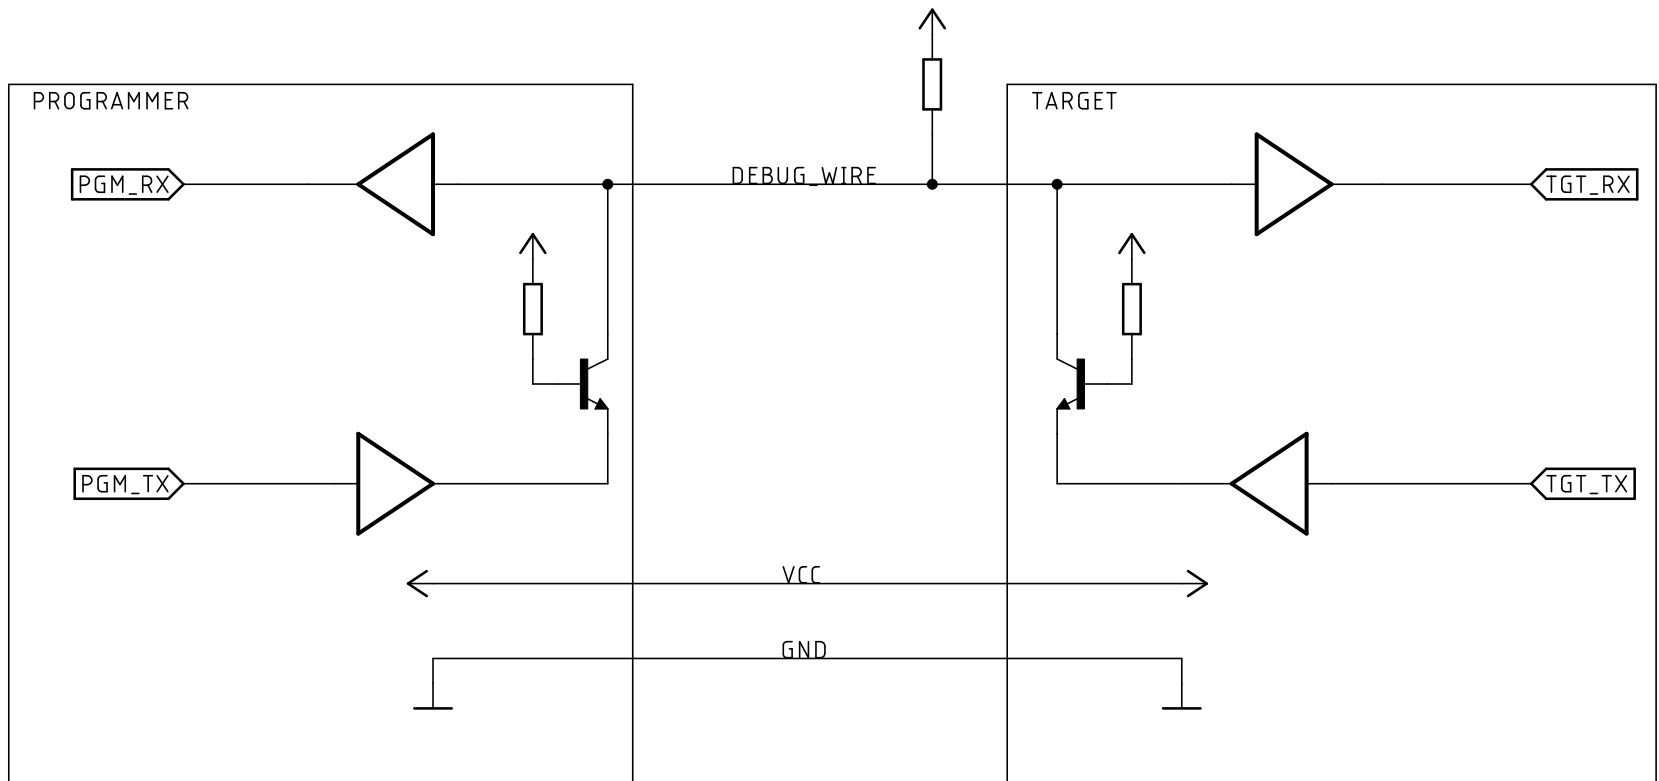 PROGRAMMER
TARGET
PGM_RX
DEBUG_WIRE
TGT_RX
PGM_TX
TGT_TX
VCC
GND